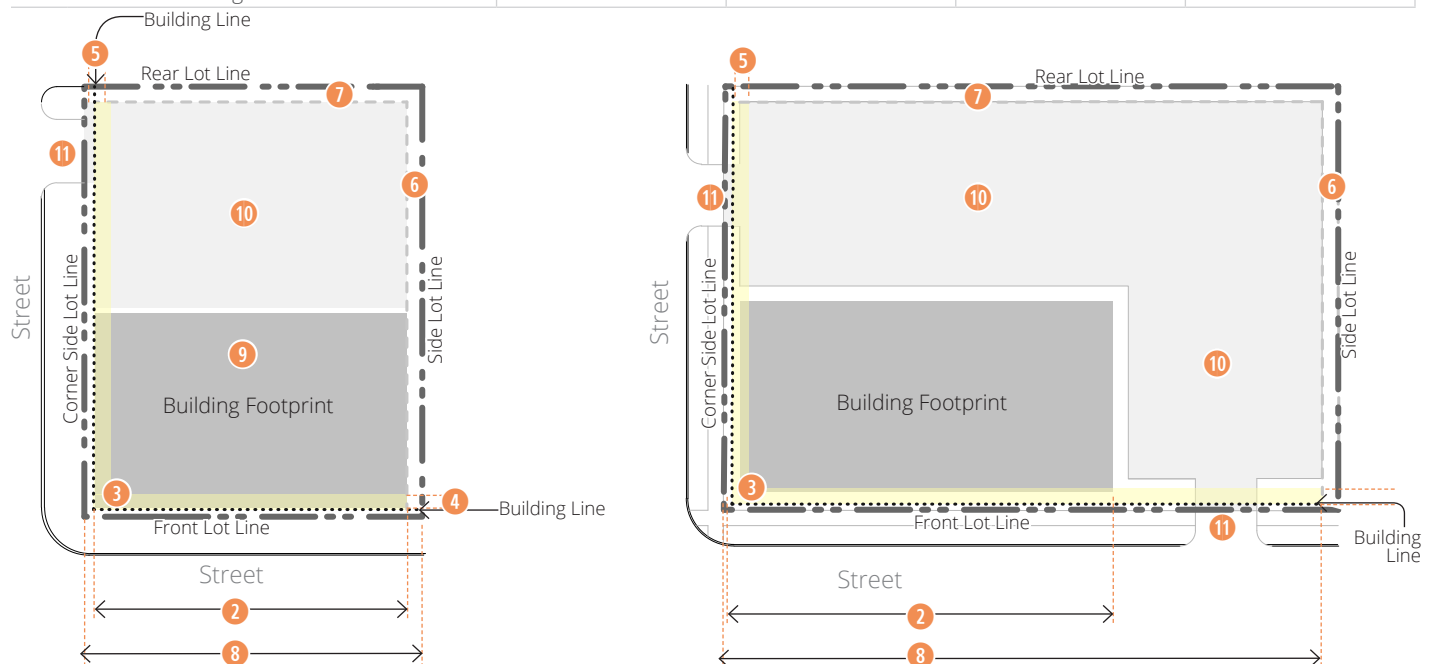 Building Line
5
Rear Lot Line
7
11
6
10
Street
Corner Side Lot Line
Side Lot Line
9
Building Footprint
3
4
Building Line
Front Lot Line
Street
2
8
5
Rear Lot Line
7
11
10
6
Street
Corner Side Lot Line
Side Lot Line
10
Building Footprint
3
Front Lot Line
11
Building
Line
Street
2
8